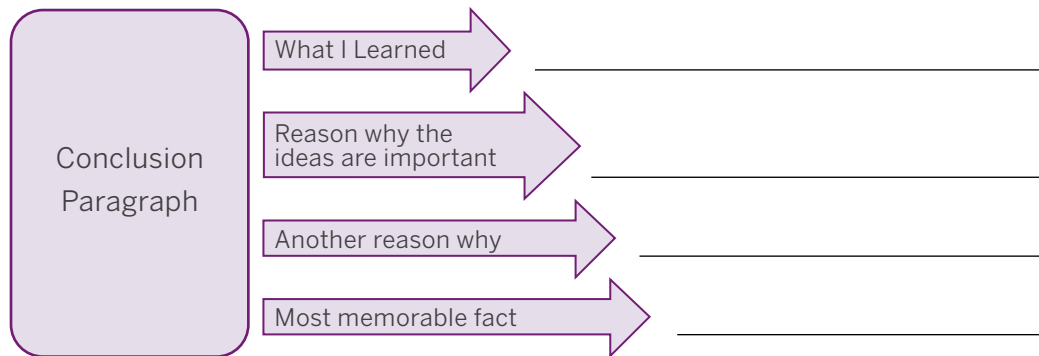 Conclusion
Paragraph
What I Learned
Reason why the
ideas are important
Another reason why
Most memorable fact